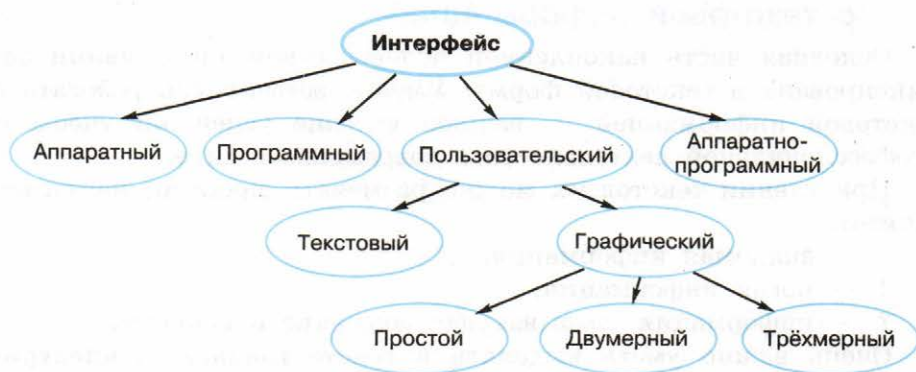 Интерфейс
Аппаратный
Программный
Пользовательский
Аппаратно-
программный
Текстовый
Графический
Простой
Двумерный
Трёхмерный